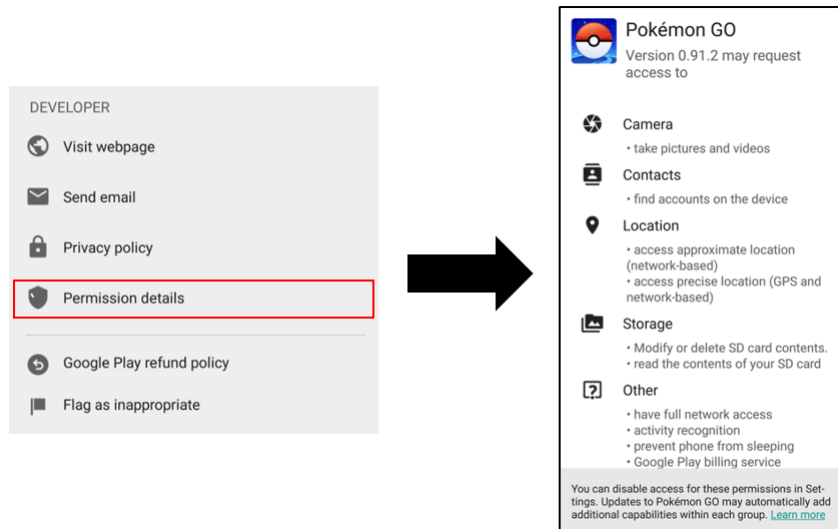 DEVELOPER
Visit webpage
Send email
Privacy policy
Permission details
Google Play refund policy
Flag as inappropriate
Pokémon GO
Version 0.91.2 may request
access to
Camera
• take pictures and videos
Contacts
• find accounts on the device
Location
• access approximate location
(network-based)
• access precise location (GPS and
network-based)
Storage
• Modify or delete SD card contents.
• read the contents of your SD card
Other
• have full network access
• activity recognition
• prevent phone from sleeping
• Google Play billing service
You can disable access for these permissions in Set-
tings. Updates to Pokémon GO may automatically add
additional capabilities within each group. Learn more